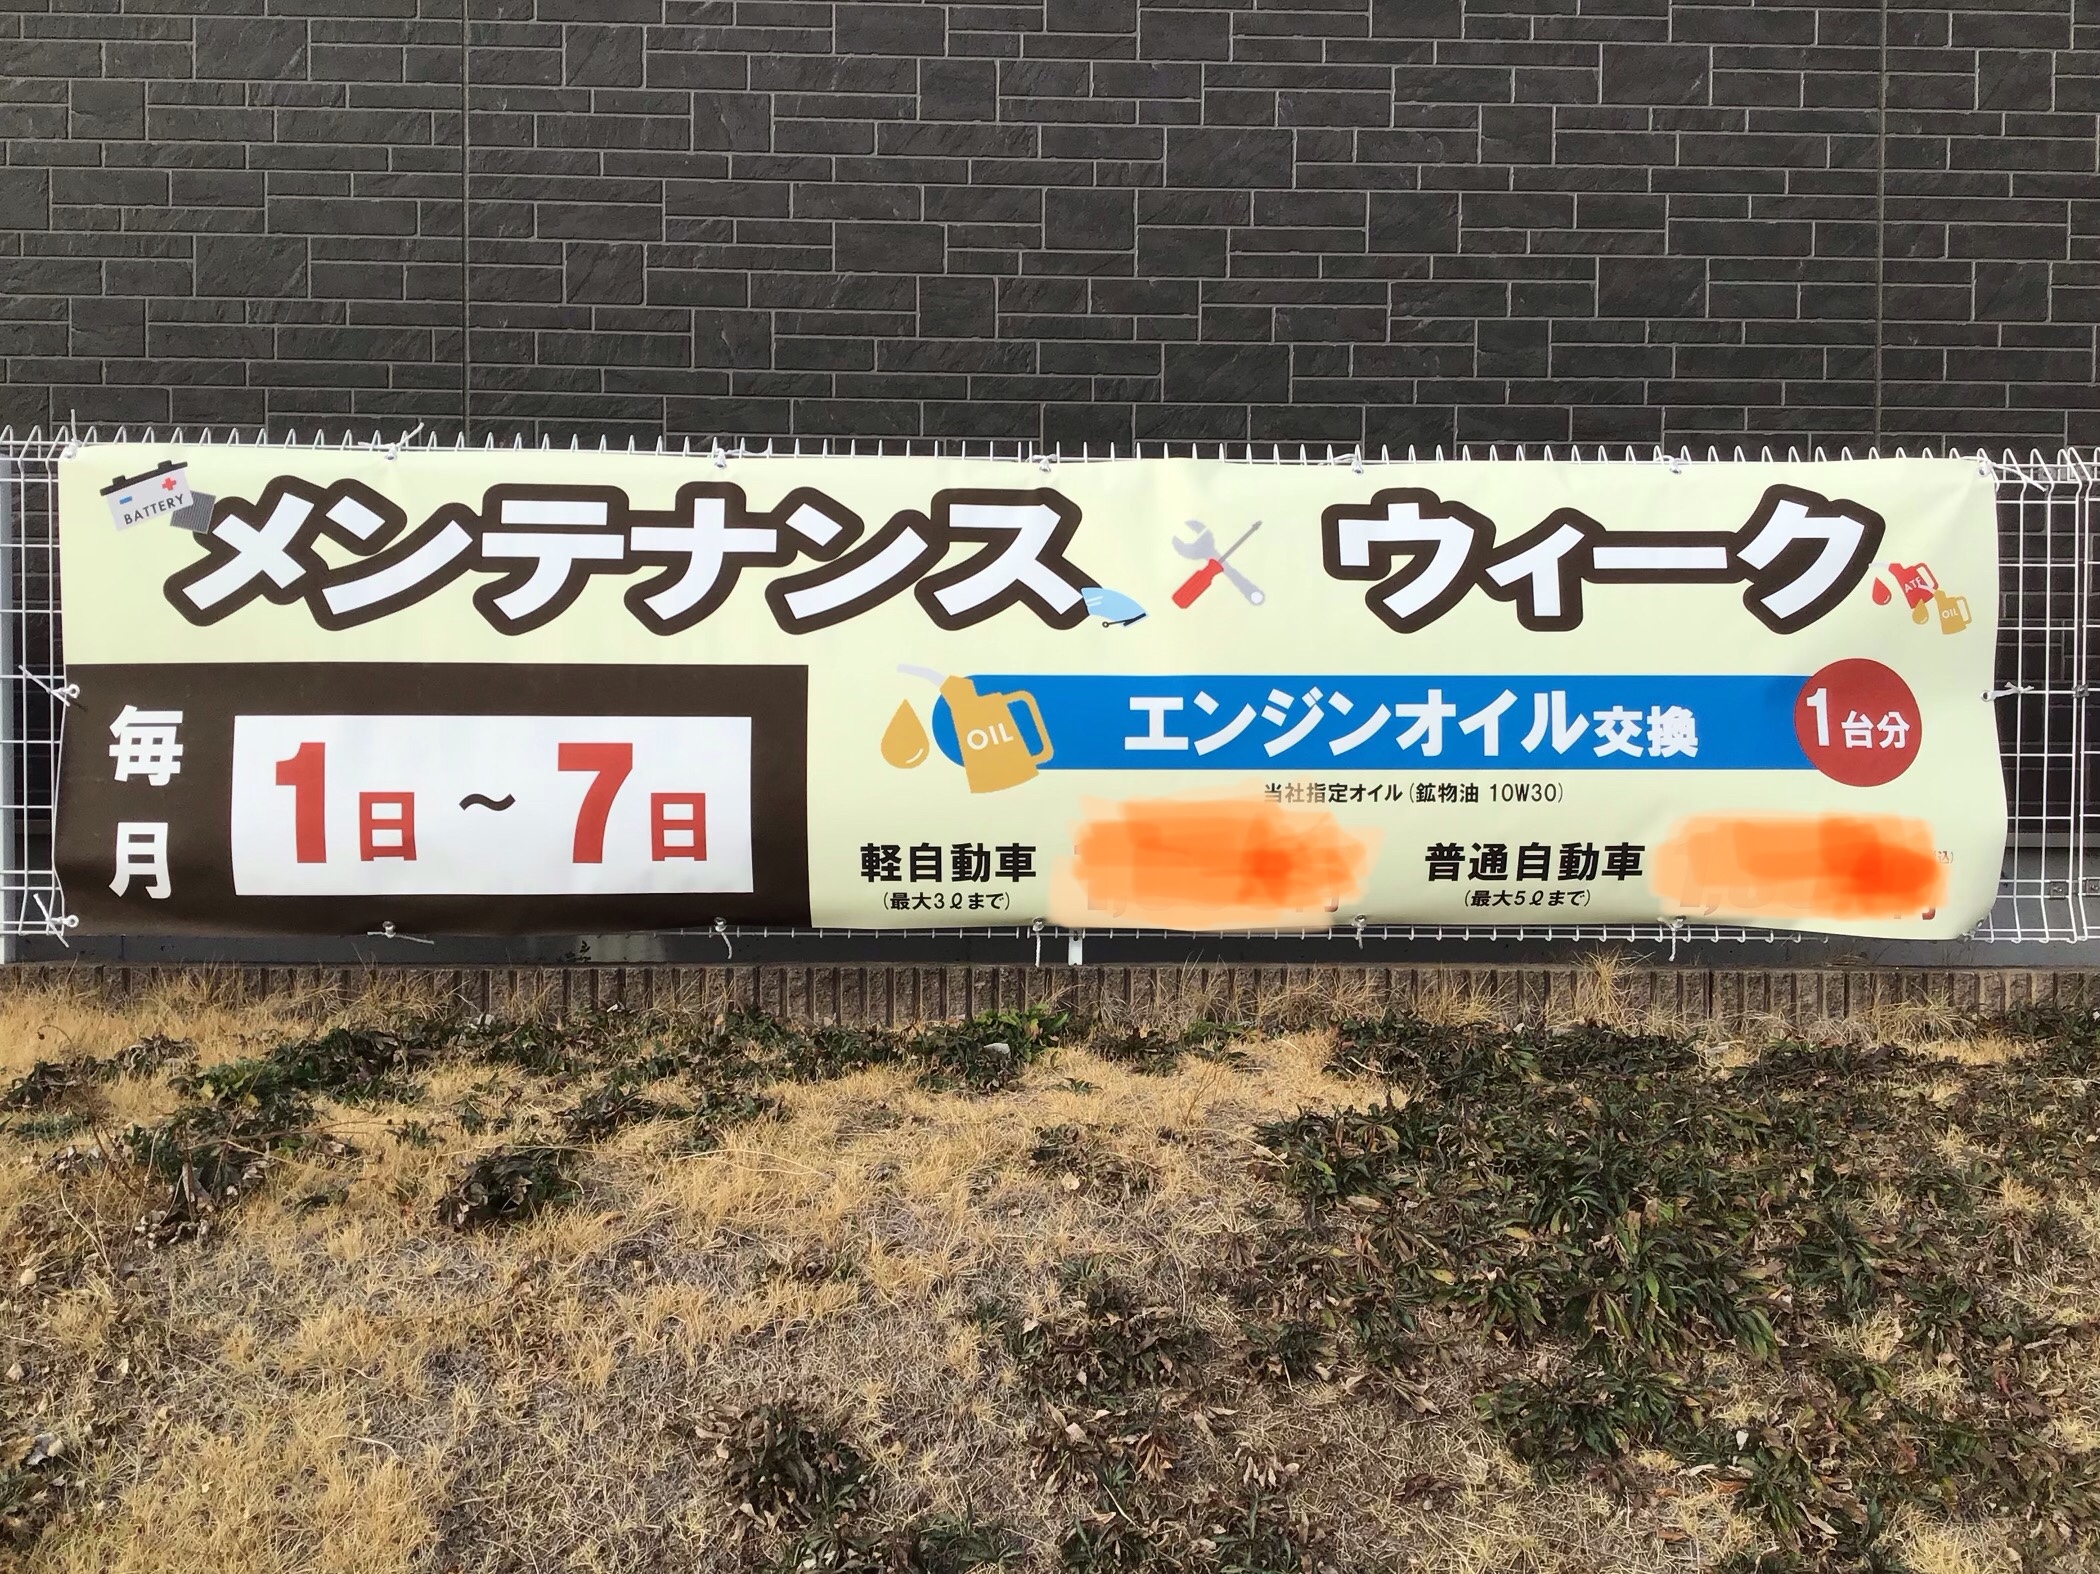 BATTERY
メンテナンス ウィーク
ATF
OIL
毎月
1日～7日
OIL
エンジンオイル交換
1台分
当社指定オイル(鉱物油 10W30)
軽自動車
(最大3ℓまで)
普通自動車
(最大5ℓまで)